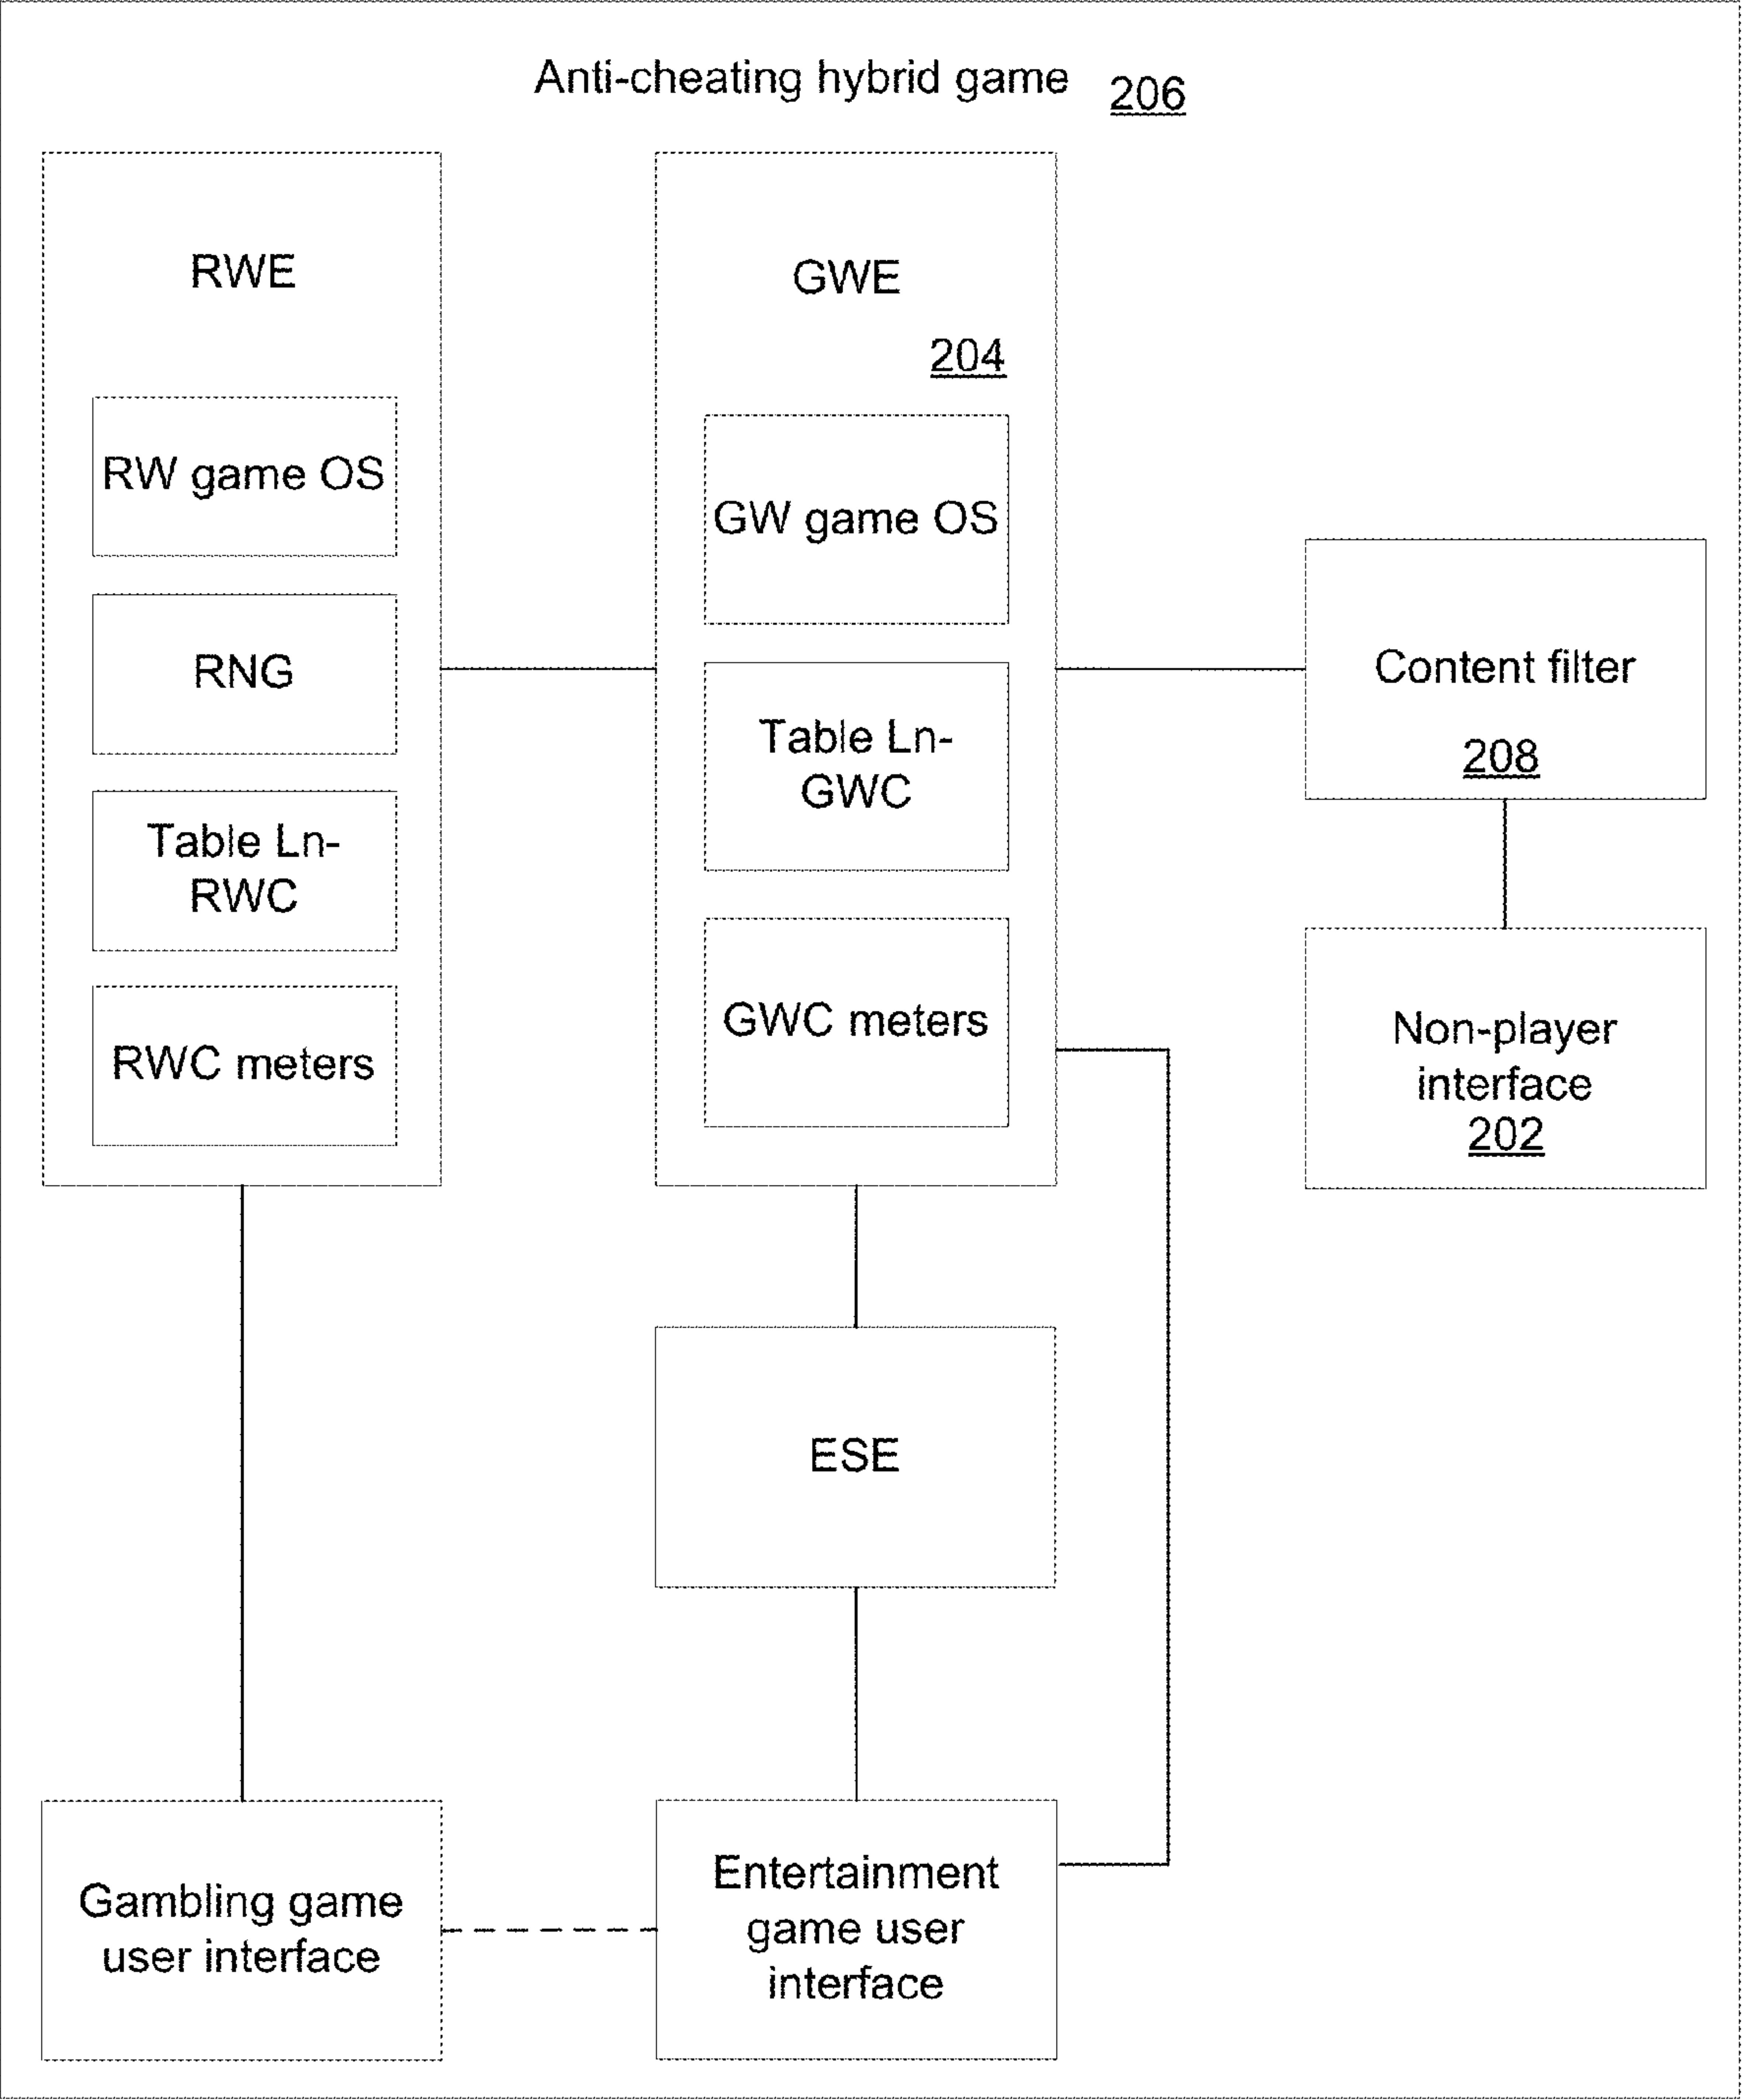 Anti-cheating hybrid game 206
RWE
RW game OS
RNG
Table Ln-
RWC
RWC meters
GWE
204
GW game OS
Table Ln-
GWC
GWC meters
Content filter
208
Non-player
interface
202
ESE
Gambling game
user interface
Entertainment
game user
interface